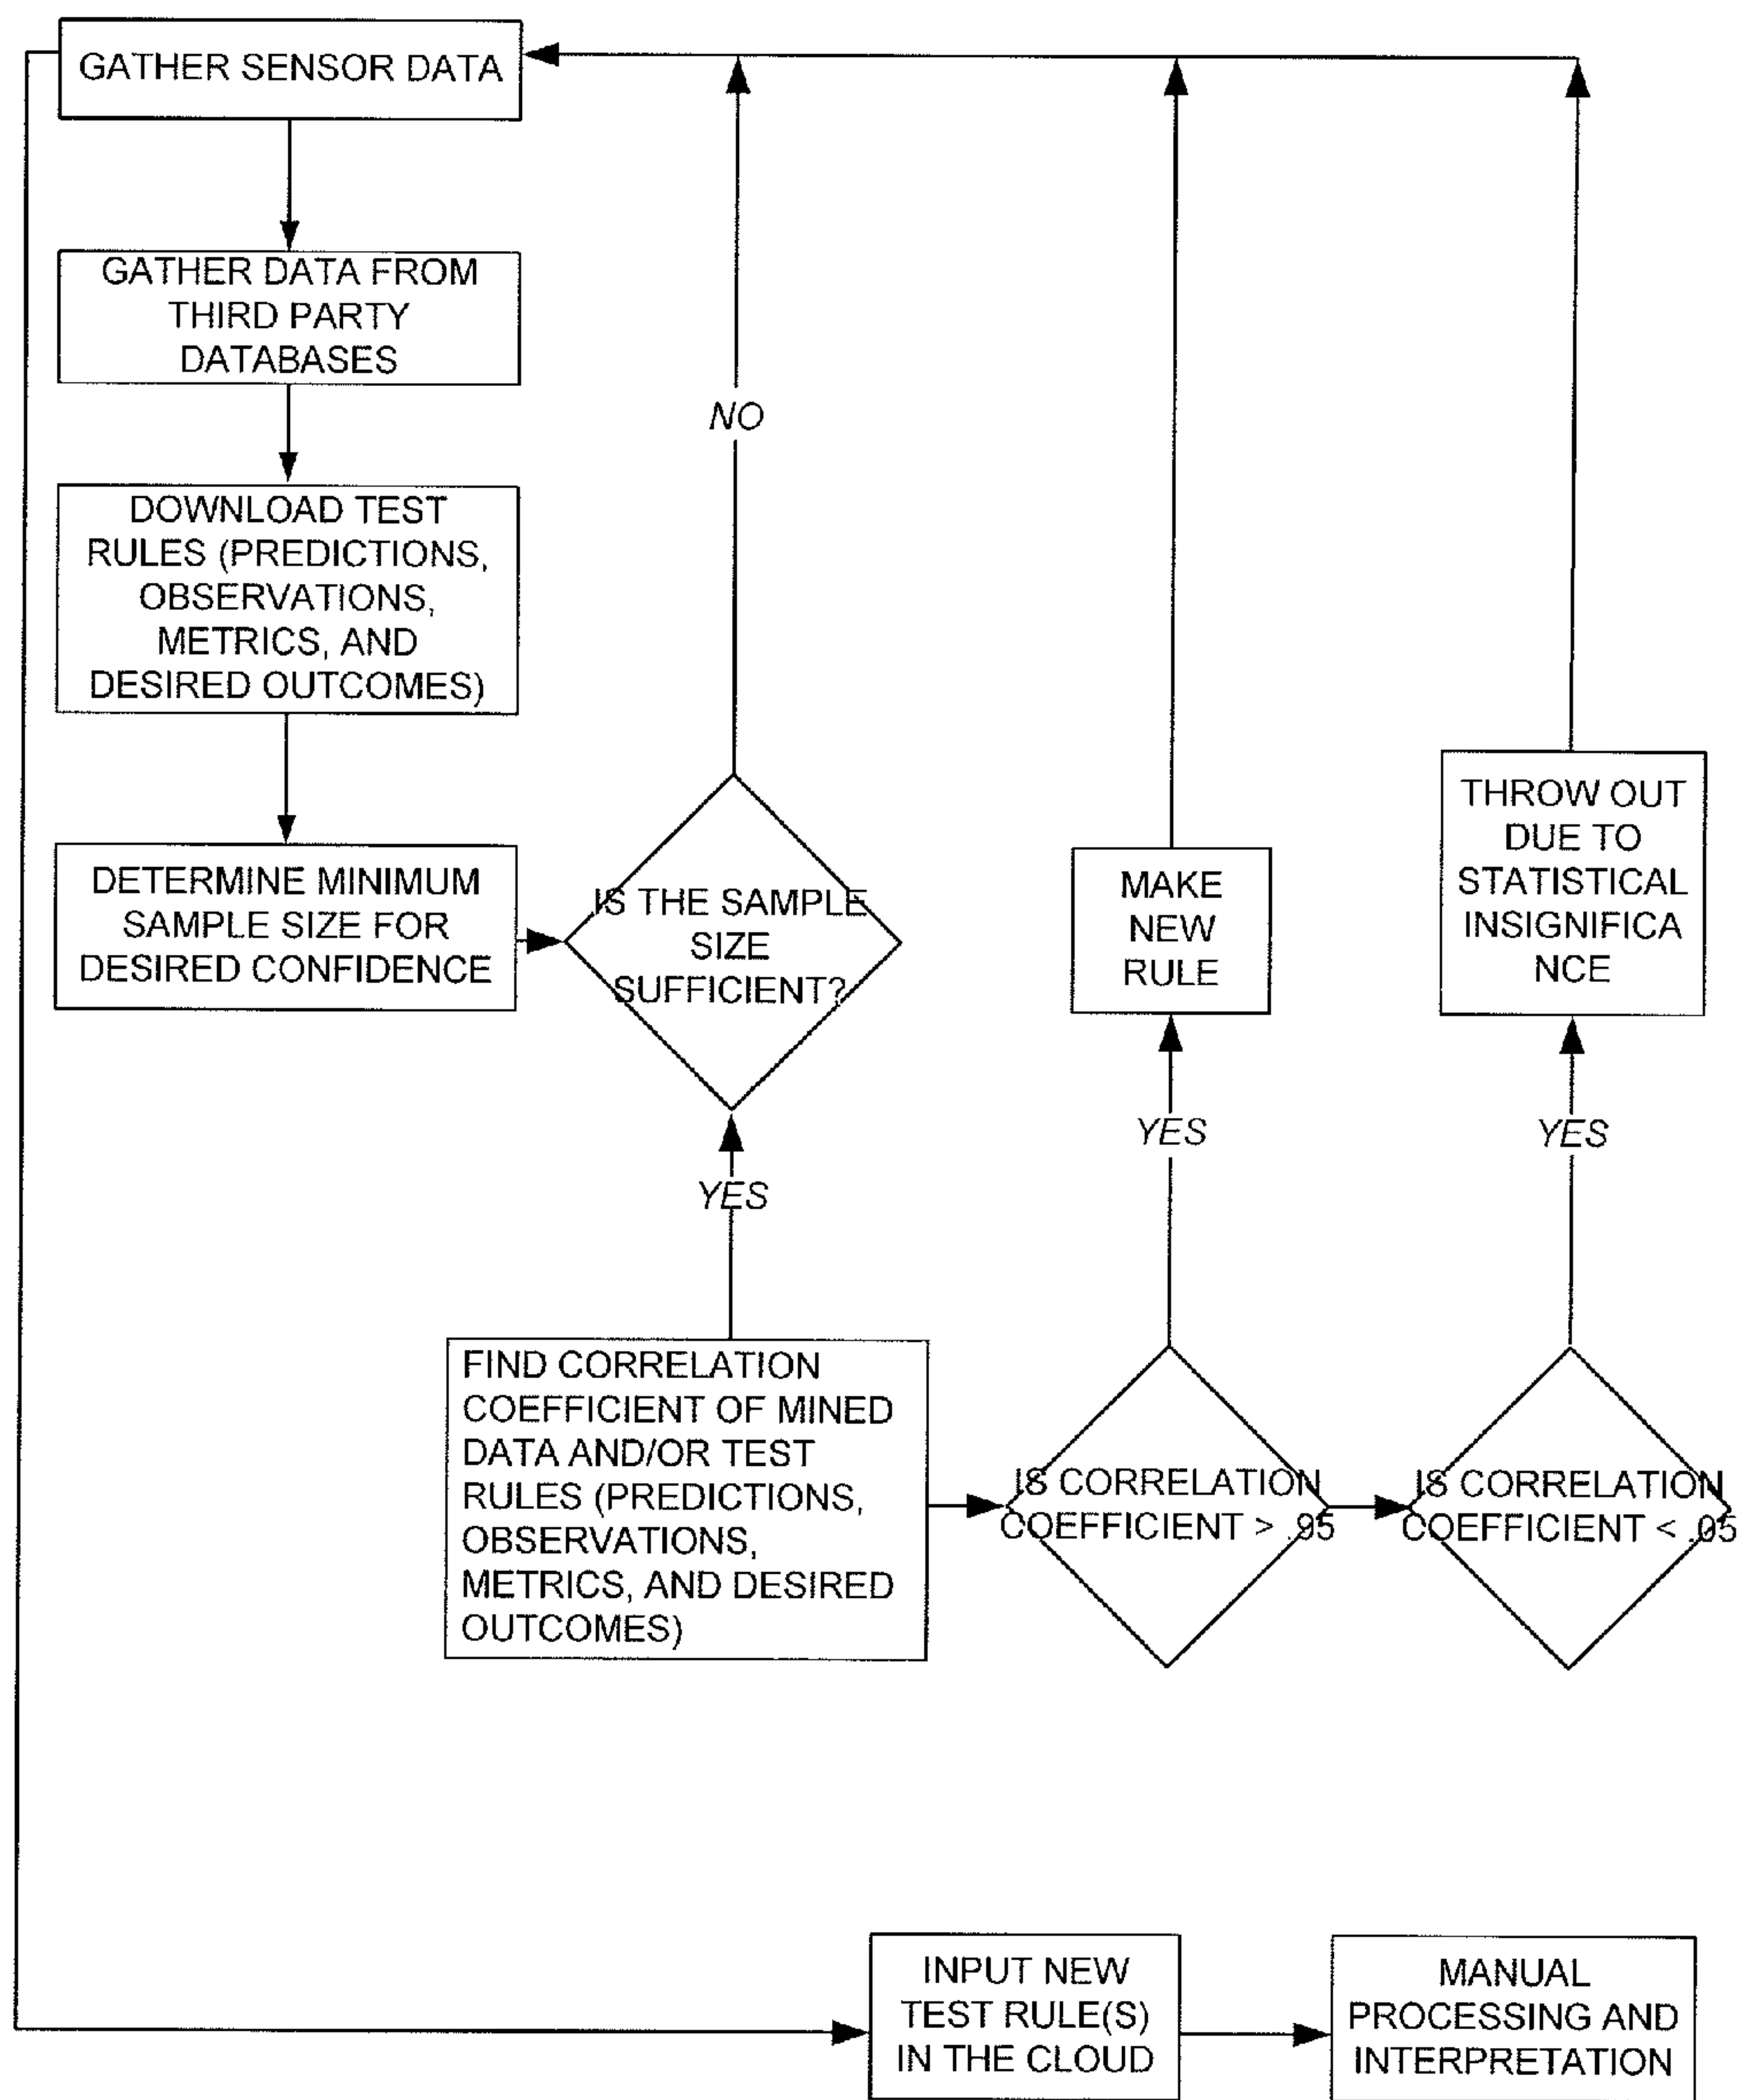 GATHER SENSOR DATA
GATHER DATA FROM
THIRD PARTY
DATABASES
DOWNLOAD TEST
RULES (PREDICTIONS,
OBSERVATIONS,
METRICS, AND
DESIRED OUTCOMES)
DETERMINE MINIMUM
SAMPLE SIZE FOR
DESIRED CONFIDENCE
NO
IS THE SAMPLE
SIZE
SUFFICIENT?
YES
FIND CORRELATION
COEFFICIENT OF MINED
DATA AND/OR TEST
RULES (PREDICTIONS,
OBSERVATIONS,
METRICS, AND DESIRED
OUTCOMES)
MAKE
NEW
RULE
YES
IS CORRELATION
COEFFICIENT > .95
THROW OUT
DUE TO
STATISTICAL
INSIGNIFICA
NCE
YES
IS CORRELATION
COEFFICIENT < .05
INPUT NEW
TEST RULE(S)
IN THE CLOUD
MANUAL
PROCESSING AND
INTERPRETATION